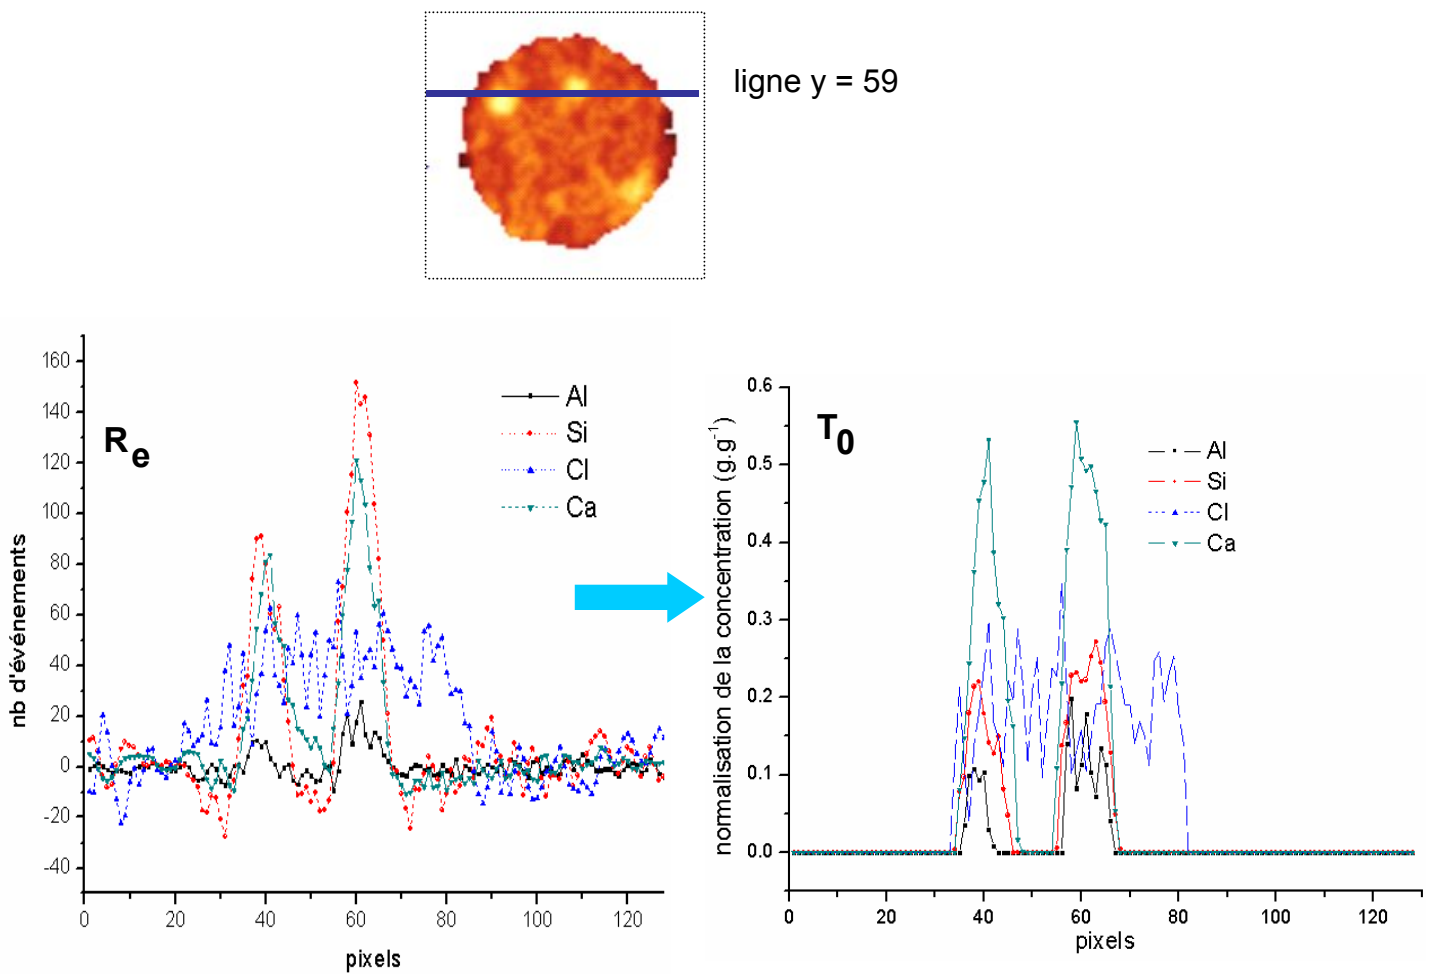 ligne y = 59
160
140
120
100
80
60
40
20
0
-20
-40
nb d'événements
Re
Al
Si
Cl
Ca
0 20 40 60 80 100 120
pixels
0.6
0.5
0.4
0.3
0.2
0.1
0.0
normalisation de la concentration (g.g⁻¹)
T0
Al
Si
Cl
Ca
0 20 40 60 80 100 120
pixels